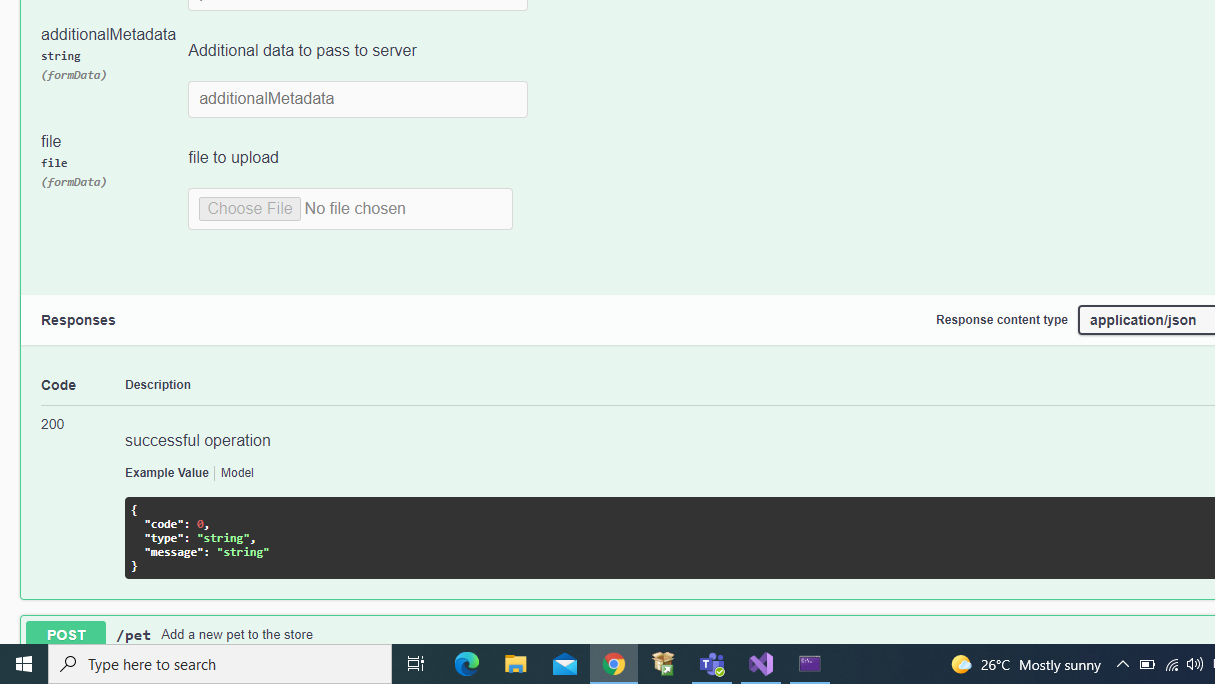 additionalMetadata
string
(formData)
Additional data to pass to server
additionalMetadata
file
file
(formData)
file to upload
Choose File No file chosen
Responses
Response content type application/json
Code Description
200
successful operation
Example Value Model
{
"code": 0,
"type": "string",
"message": "string"
}
POST /pet Add a new pet to the store
Type here to search
26°C Mostly sunny